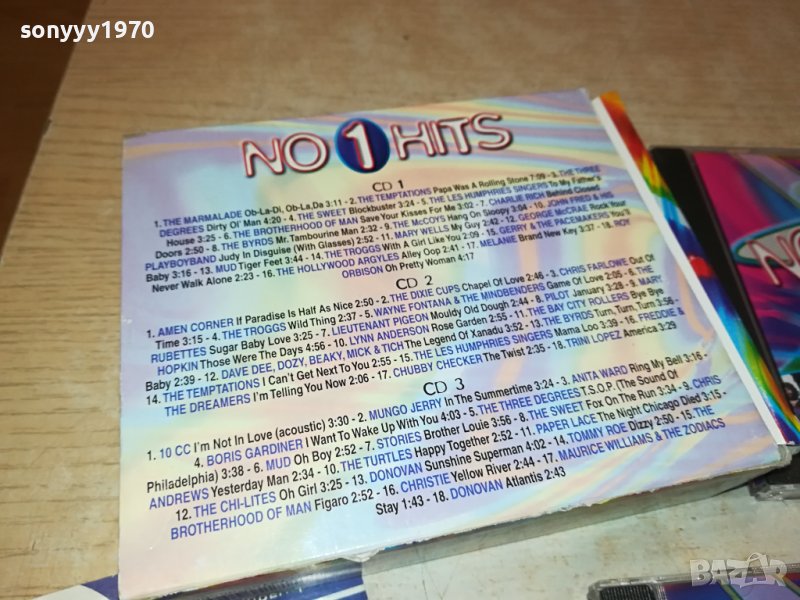 sonyyy1970
NO 1 HITS
CD 1
1. THE MARMALADE Ob-La-Di, Ob-La,Da 3:11 - 2. THE TEMPTATIONS Papa Was A Rolling Stone 7:09 - 3. THE THREE
DEGREES Dirty Ol' Man 4:20 - 4. THE SWEET Blockbuster 3:24 - 5. THE LES HUMPHRIES SINGERS To My Father's
House 3:25 - 6. THE BROTHERHOOD OF MAN Save Your Kisses For Me 3:02 - 7. CHARLIE RICH Behind Closed
Doors 2:50 - 8. THE BYRDS Mr. Tambourine Man 2:32 - 9. THE McCOYS Hang On Sloopy 3:04 - 10. JOHN FRED & HIS
PLAYBOYBAND Judy In Disguise (With Glasses) 2:52 - 11. MARY WELLS My Guy 2:42 - 12. GEORGE McCRAE Rock Your
Baby 3:16 - 13. MUD Tiger Feet 3:44 - 14. THE TROGGS With A Girl Like You 2:09 - 15. GERRY & THE PACEMAKERS You'll
Never Walk Alone 2:23 - 16. THE HOLLYWOOD ARGYLES Alley Oop 2:41 - 17. MELANIE Brand New Key 3:37 - 18. ROY
ORBISON Oh Pretty Woman 4:17
CD 2
1. AMEN CORNER If Paradise Is Half As Nice 2:50 - 2. THE DIXIE CUPS Chapel Of Love 2:46 - 3. CHRIS FARLOWE Out Of
Time 3:15 - 4. THE TROGGS Wild Thing 2:37 - 5. WAYNE FONTANA & THE MINDBENDERS Game Of Love 2:05 - 6. THE
RUBETTES Sugar Baby Love 3:25 - 7. LIEUTENANT PIGEON Mouldy Old Dough 2:44 - 8. PILOT January 3:28 - 9. MARY
HOPKIN Those Were The Days 4:56 - 10. LYNN ANDERSON Rose Garden 2:55 - 11. THE BAY CITY ROLLERS Bye Bye
Baby 2:39 - 12. DAVE DEE, DOZY, BEAKY, MICK & TICH The Legend Of Xanadu 3:52 - 13. THE BYRDS Turn, Turn, Turn 3:56 -
14. THE TEMPTATIONS I Can't Get Next To You 2:55 - 15. THE LES HUMPHRIES SINGERS Mama Loo 3:39 - 16. FREDDIE &
THE DREAMERS I'm Telling You Now 2:06 - 17. CHUBBY CHECKER The Twist 2:35 - 18. TRINI LOPEZ America 3:29
CD 3
1. 10 CC I'm Not In Love (acoustic) 3:30 - 2. MUNGO JERRY In The Summertime 3:24 - 3. ANITA WARD Ring My Bell 3:16 -
4. BORIS GARDINER I Want To Wake Up With You 4:03 - 5. THE THREE DEGREES T.S.O.P. (The Sound Of
Philadelphia) 3:38 - 6. MUD Oh Boy 2:52 - 7. STORIES Brother Louie 3:56 - 8. THE SWEET Fox On The Run 3:34 - 9. CHRIS
ANDREWS Yesterday Man 2:34 - 10. THE TURTLES Happy Together 2:52 - 11. PAPER LACE The Night Chicago Died 3:15 -
12. THE CHI-LITES Oh Girl 3:25 - 13. DONOVAN Sunshine Superman 4:02 - 14. TOMMY ROE Dizzy 2:50 - 15. THE
BROTHERHOOD OF MAN Figaro 2:52 - 16. CHRISTIE Yellow River 2:44 - 17. MAURICE WILLIAMS & THE ZODIACS
Stay 1:43 - 18. DONOVAN Atlantis 2:43
BAZAR